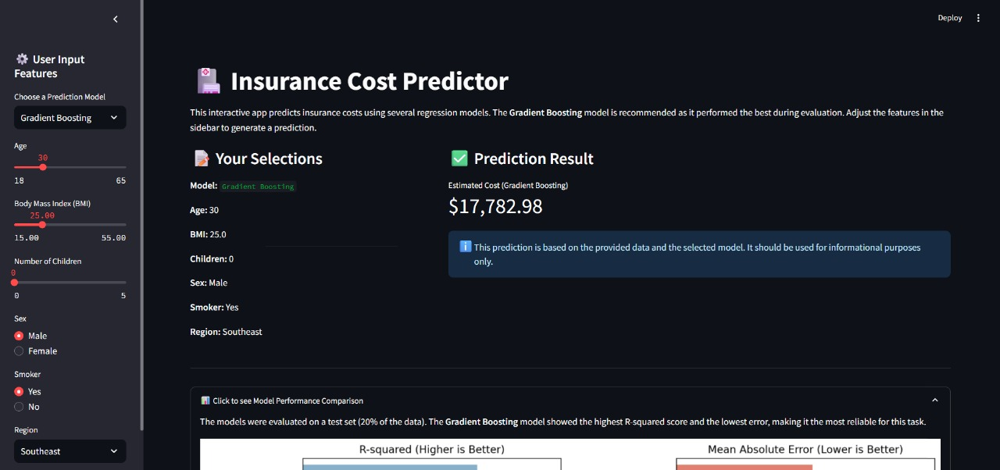 User Input
Features
Choose a Prediction Model
Gradient Boosting
Age
30
18 65
Body Mass Index (BMI)
25.00
15.00 55.00
Number of Children
0
0 5
Sex
Male
Female
Smoker
Yes
No
Region
Southeast
Deploy
Insurance Cost Predictor
This interactive app predicts insurance costs using several regression models. The Gradient Boosting model is recommended as it performed the best during evaluation. Adjust the features in the
sidebar to generate a prediction.
Your Selections
Model: Gradient Boosting
Age: 30
BMI: 25.0
Children: 0
Sex: Male
Smoker: Yes
Region: Southeast
Prediction Result
Estimated Cost (Gradient Boosting)
$17,782.98
This prediction is based on the provided data and the selected model. It should be used for informational purposes
only.
Click to see Model Performance Comparison
The models were evaluated on a test set (20% of the data). The Gradient Boosting model showed the highest R-squared score and the lowest error, making it the most reliable for this task.
R-squared (Higher is Better)
Mean Absolute Error (Lower is Better)